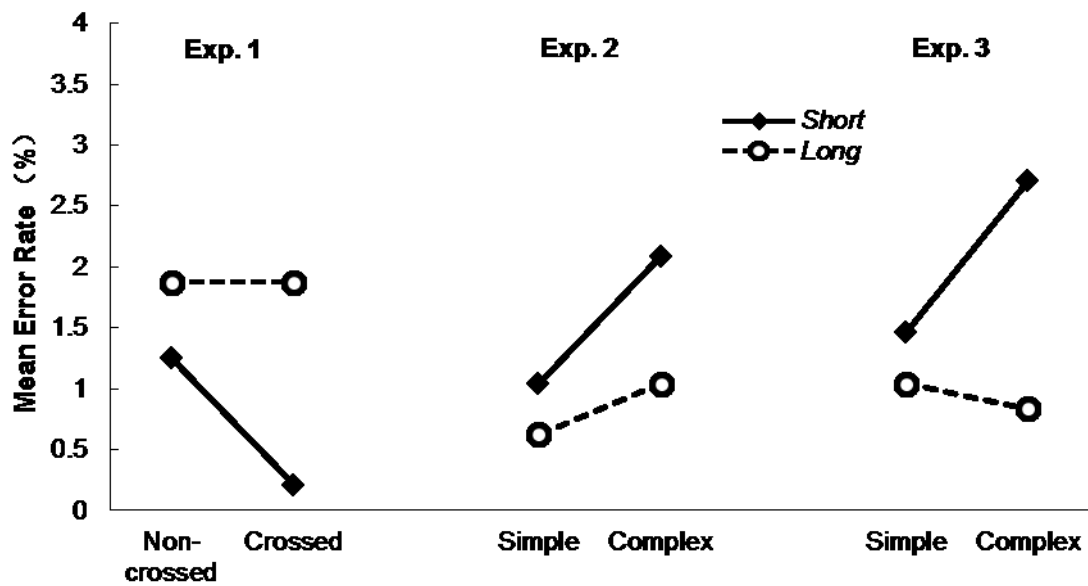 Exp. 1 Exp. 2 Exp. 3
Short
Long
Mean Error Rate (%)
4
3.5
3
2.5
2
1.5
1
0.5
0
Non-crossed Crossed Simple Complex Simple Complex